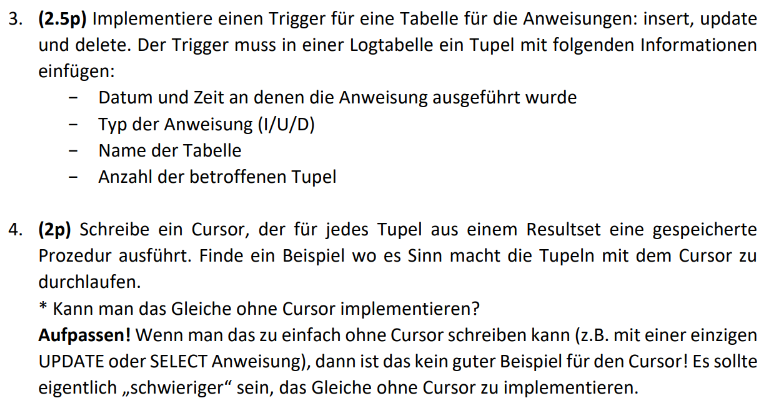 3. (2.5p) Implementiere einen Trigger für eine Tabelle für die Anweisungen: insert, update
und delete. Der Trigger muss in einer Logtabelle ein Tupel mit folgenden Informationen
einfügen:
− Datum und Zeit an denen die Anweisung ausgeführt wurde
− Typ der Anweisung (I/U/D)
− Name der Tabelle
− Anzahl der betroffenen Tupel
4. (2p) Schreibe ein Cursor, der für jedes Tupel aus einem Resultset eine gespeicherte
Prozedur ausführt. Finde ein Beispiel wo es Sinn macht die Tupeln mit dem Cursor zu
durchlaufen.
* Kann man das Gleiche ohne Cursor implementieren?
Aufpassen! Wenn man das zu einfach ohne Cursor schreiben kann (z.B. mit einer einzigen
UPDATE oder SELECT Anweisung), dann ist das kein guter Beispiel für den Cursor! Es sollte
eigentlich „schwieriger“ sein, das Gleiche ohne Cursor zu implementieren.